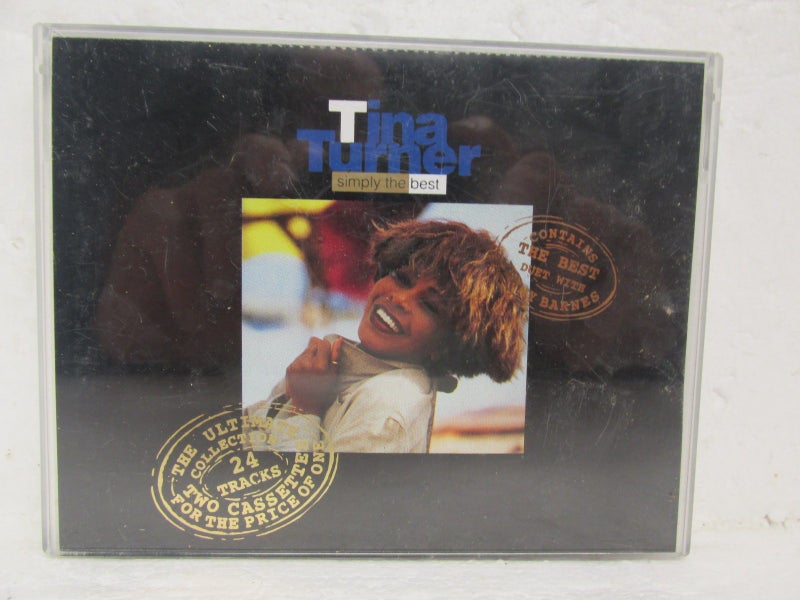 Tina
Turner
simply the best
CONTAINS
THE BEST
DUET WITH
BARNES
THE ULTIMATE
COLLECTION
24
TRACKS
TWO CASSETTES
FOR THE PRICE OF ONE